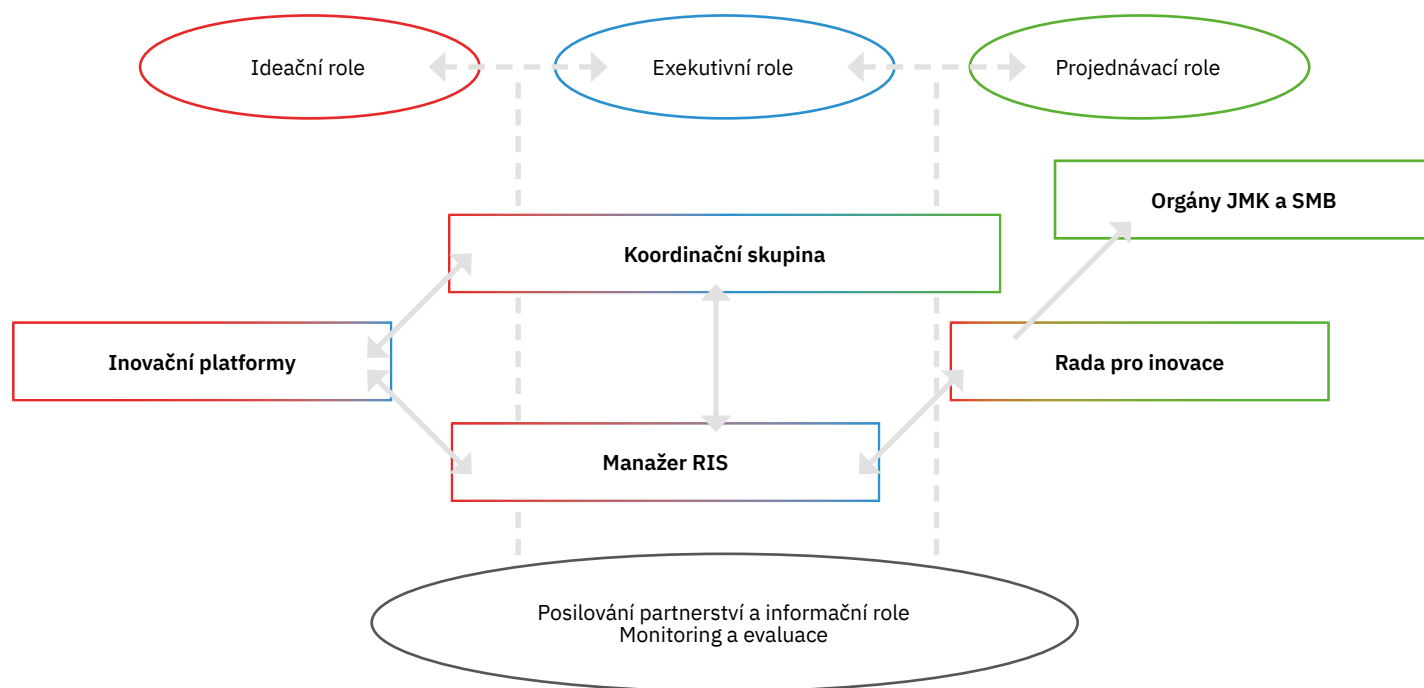 Ideační role
Exekutivní role
Projednávací role
Orgány JMK a SMB
Koordinační skupina
Inovační platformy
Rada pro inovace
Manažer RIS
Posilování partnerství a informační role
Monitoring a evaluace